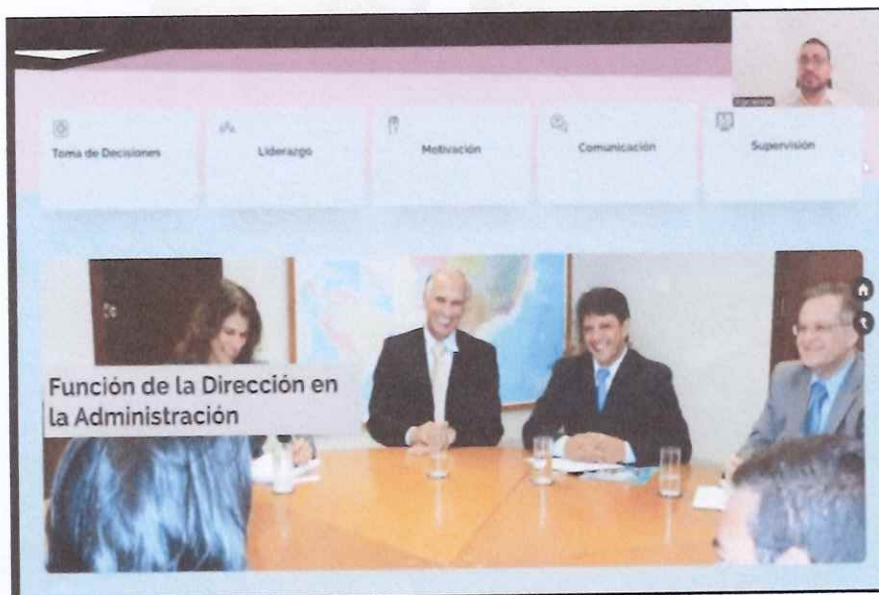 Toma de Decisiones
Liderazgo
Motivación
Comunicación
Supervisión
Función de la Dirección en
la Administración